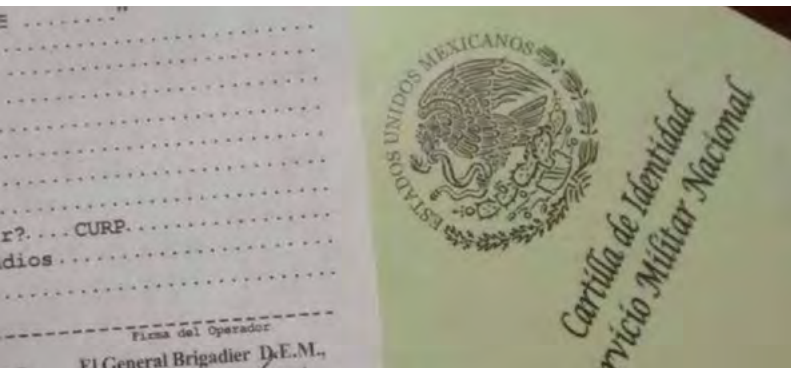 E ........"
r?....CURP
dios
Firma del Operador
El General Brigadier D.E.M.,
ESTADOS UNIDOS MEXICANOS
Cartilla de Identidad
rvicio Militar Nacional